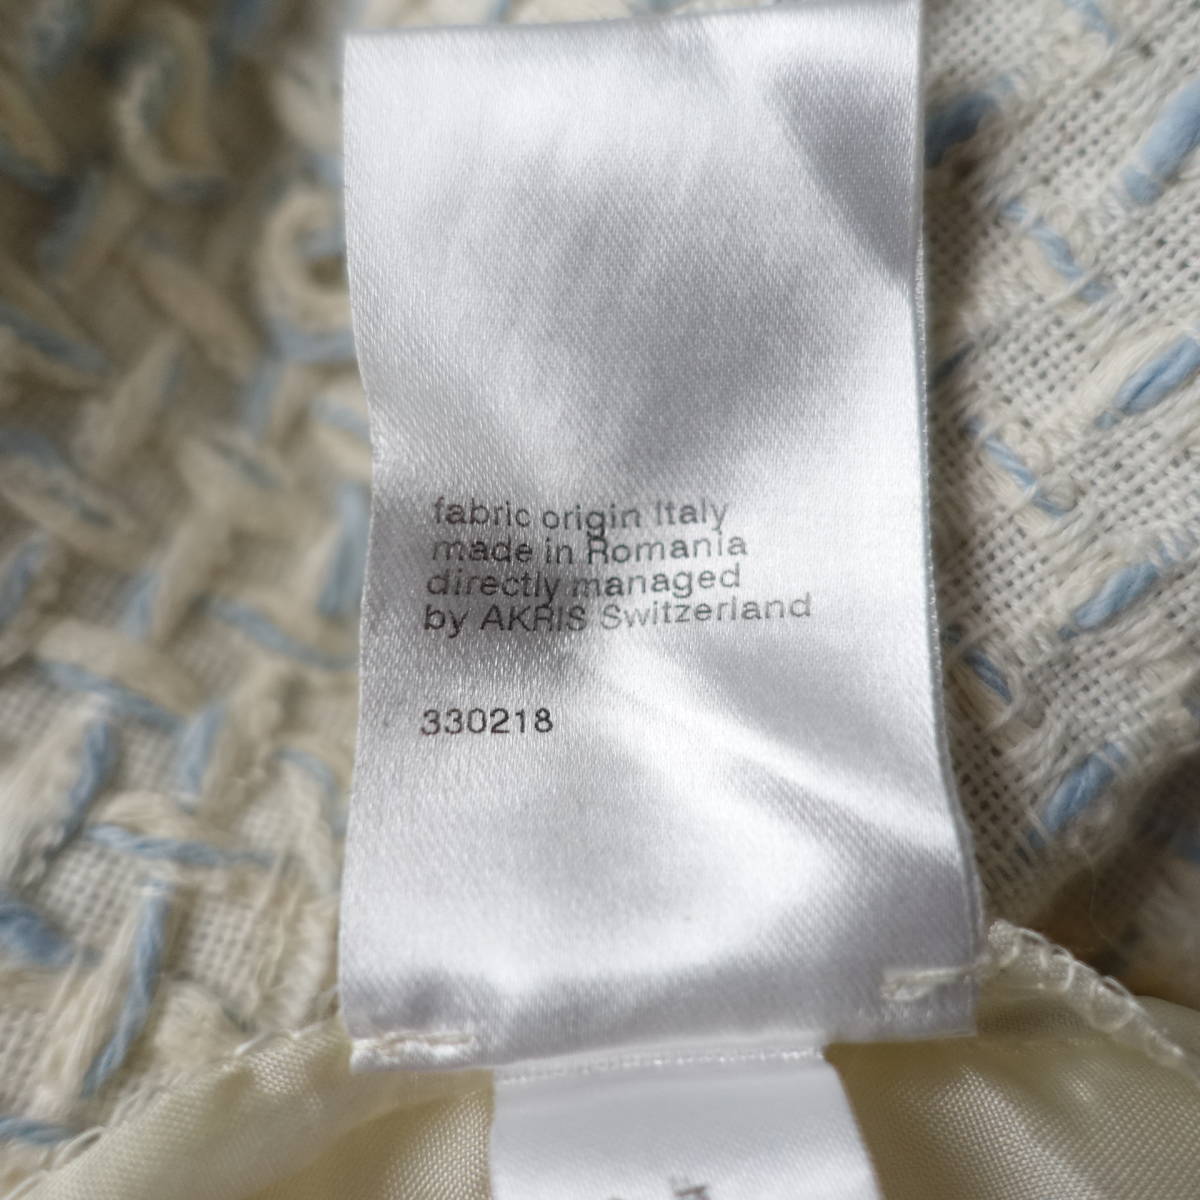 fabric origin Italy
made in Romania
directly managed
by AKRIS Switzerland
330218